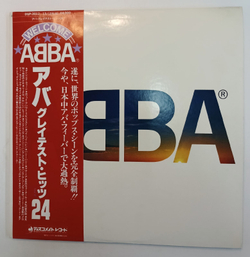 WELCOME
ABBA
アバ
グレイテスト・ヒッツ
24
遂に、世界のポップス・シーンを完全制覇!!
今や、日本中アバ・フィーバーで大過熱。
ABBA®
ディスコメイト・レコード